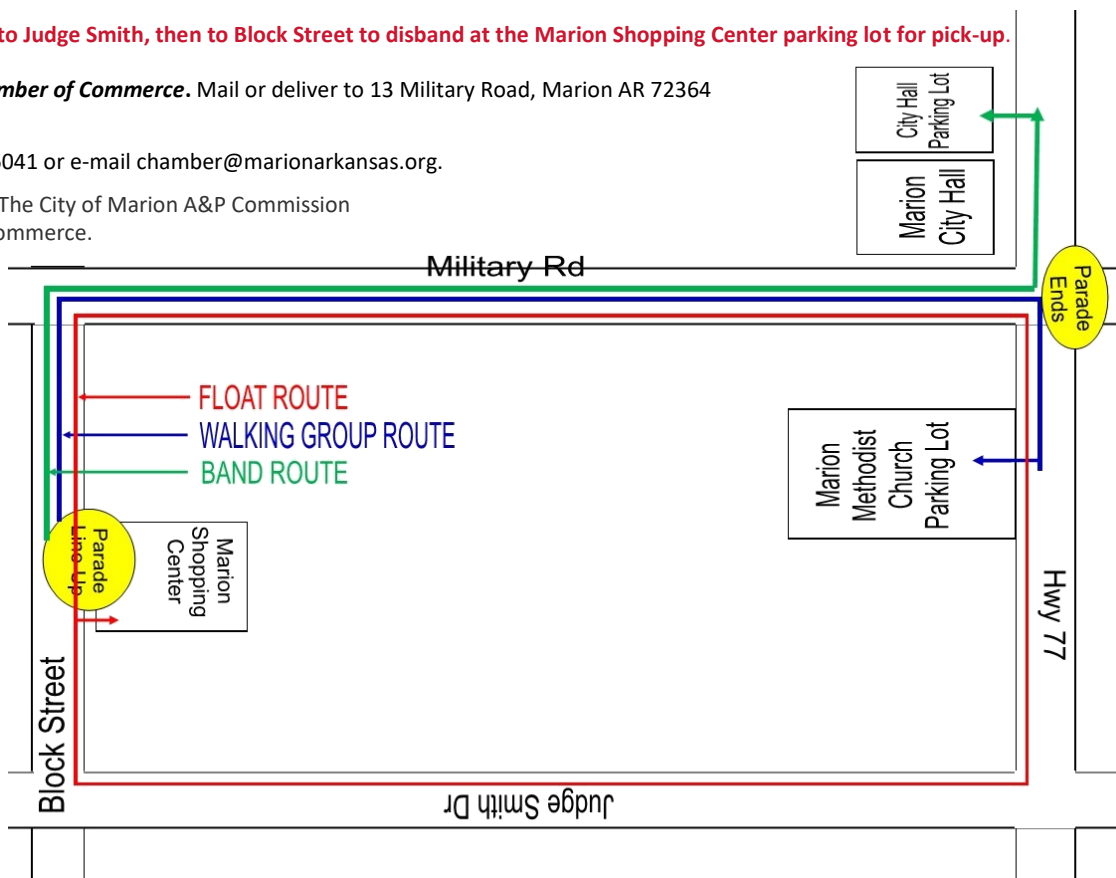 to Judge Smith, then to Block Street to disband at the Marion Shopping Center parking lot for pick-up.
mber of Commerce. Mail or deliver to 13 Military Road, Marion AR 72364
City Hall
Parking Lot
5041 or e-mail chamber@marionarkansas.org.
Marion
City Hall
The City of Marion A&P Commission
ommerce.
Military Rd
Parade
Ends
FLOAT ROUTE
WALKING GROUP ROUTE
BAND ROUTE
Marion
Methodist
Church
Parking Lot
Parade
Line Up
Marion
Shopping
Center
Hwy 77
Block Street
Judge Smith Dr